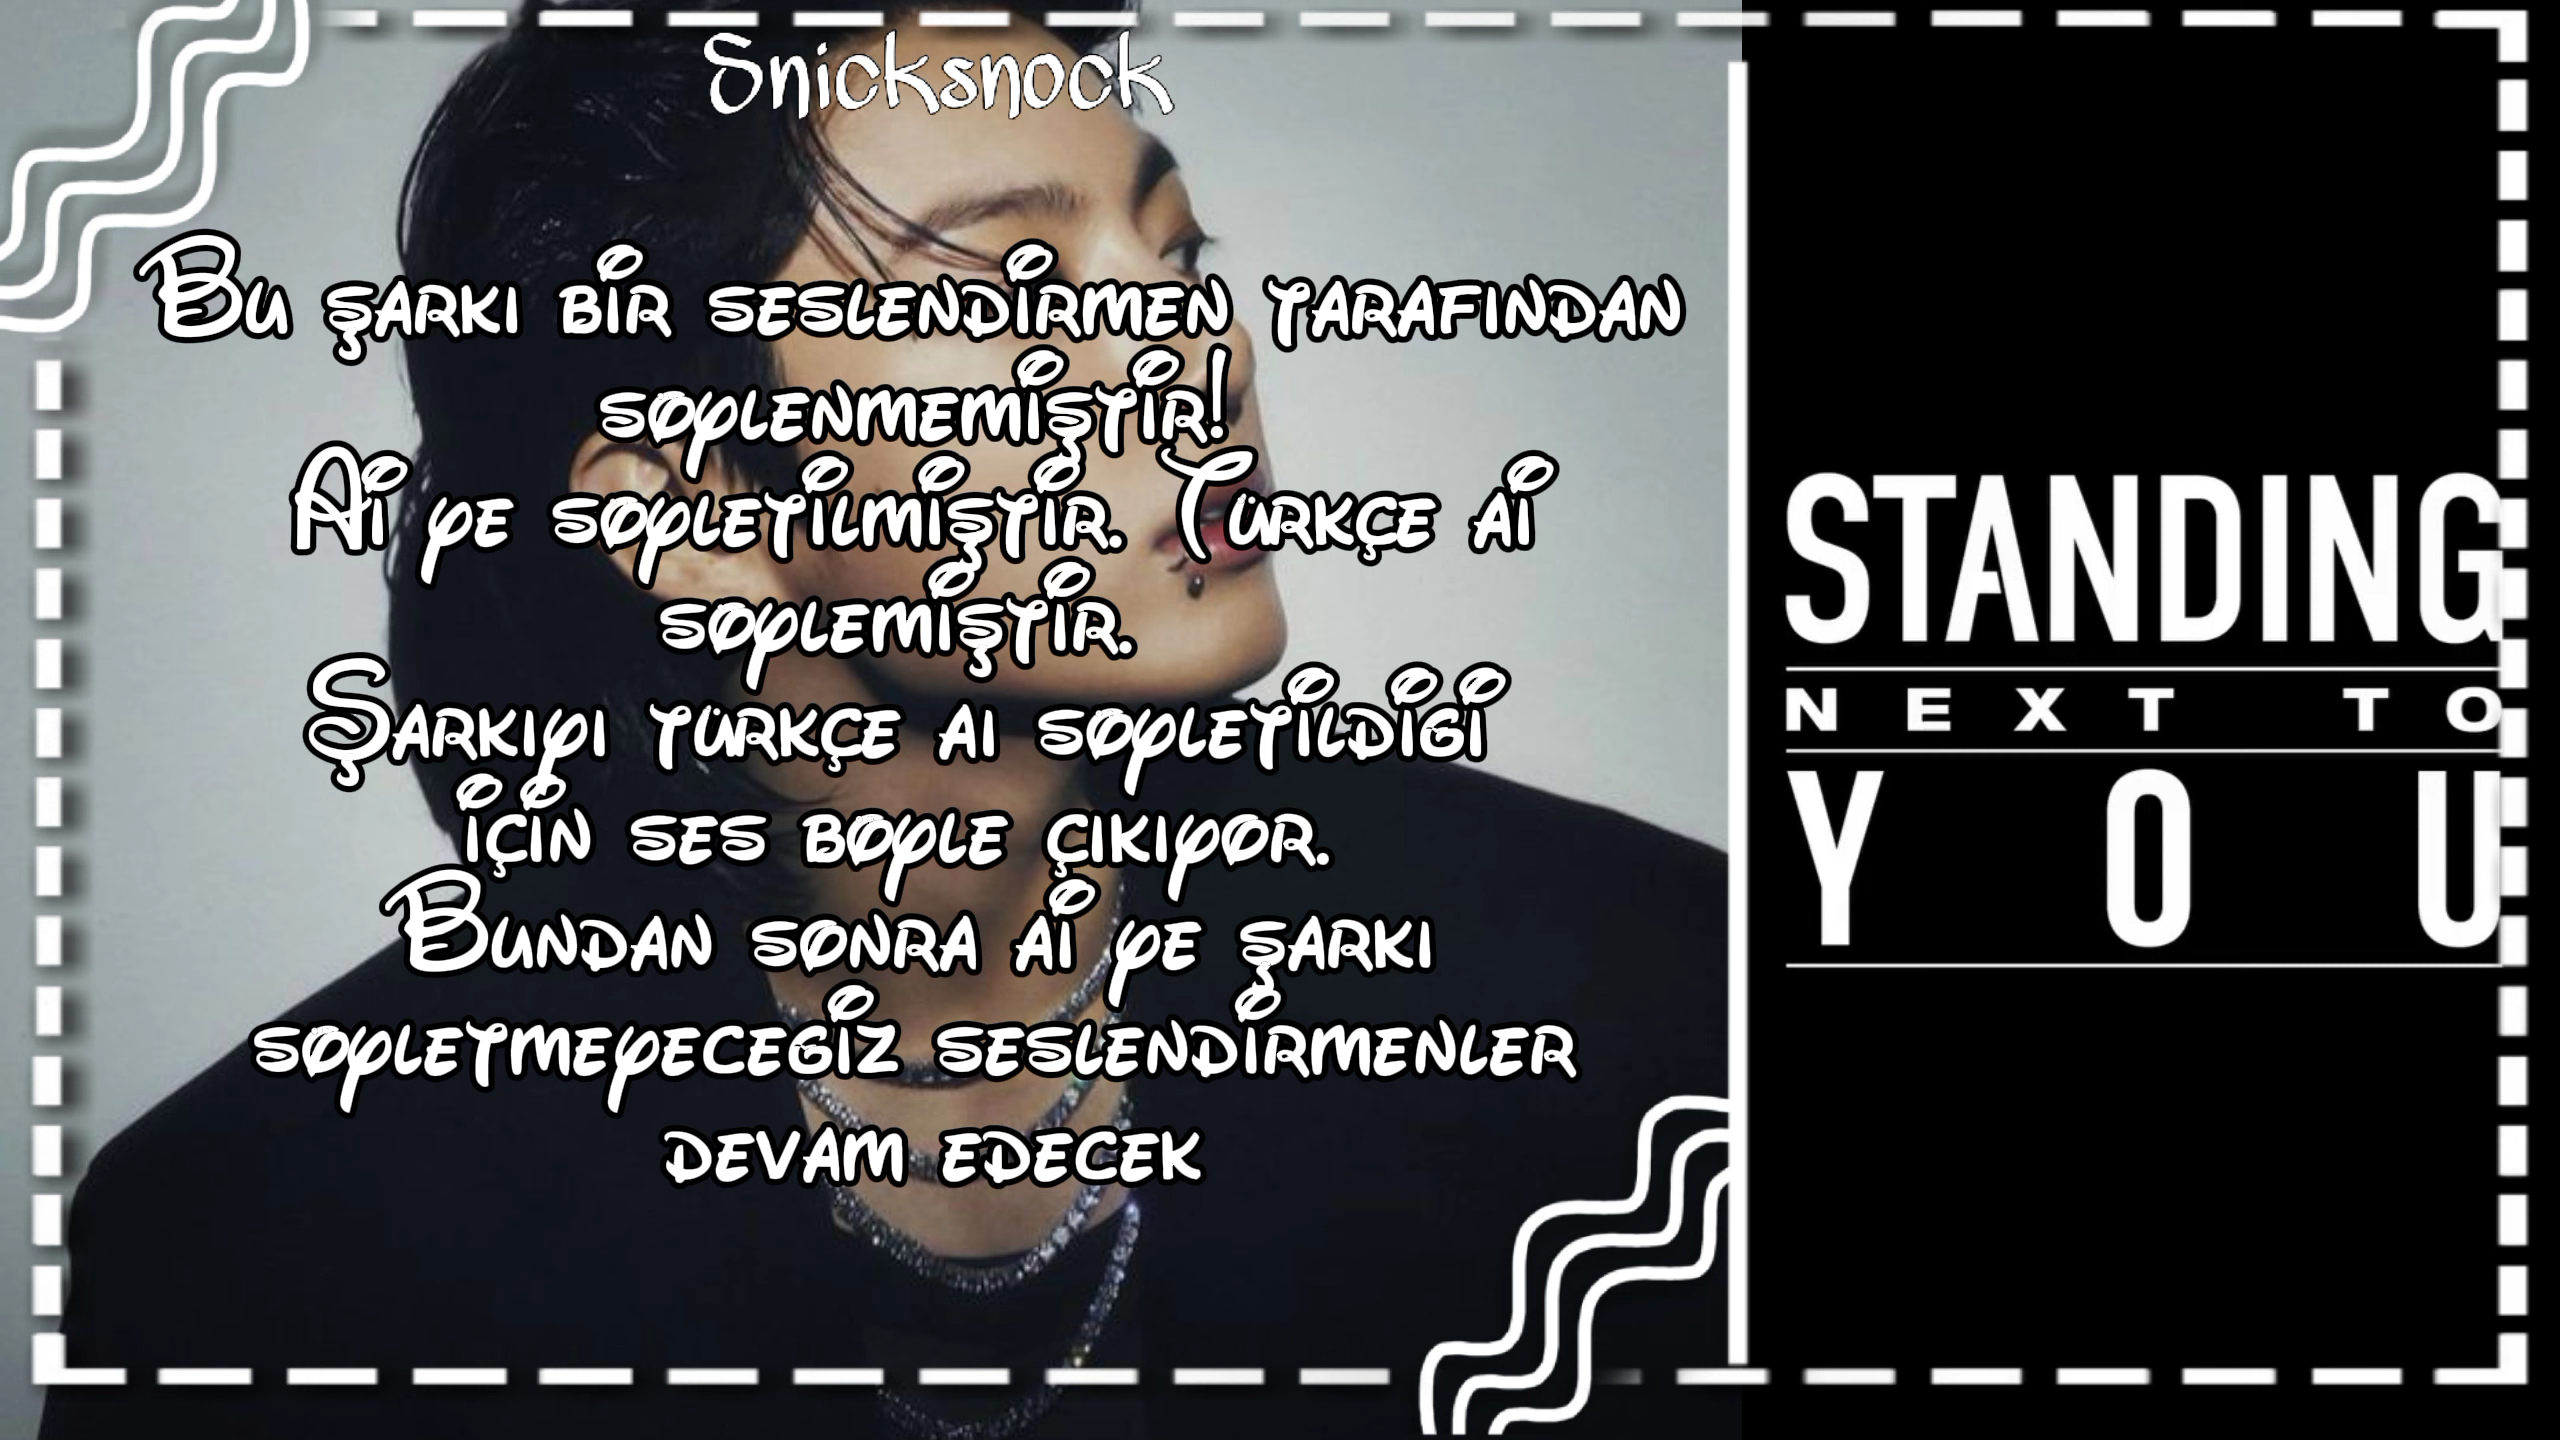 Snicksnock
Bu şarkı bir seslendirmen tarafından
söylenmemiştir!
Ai ye söyletilmiştir. Türkçe ai
söylemiştir.
Şarkıyı türkçe aı söyletildiği
için ses böyle çıkıyor.
Bundan sonra ai ye şarkı
söyletmeyeceğiz seslendirmenler
devam edecek
STANDING
NEXT TO
YOU